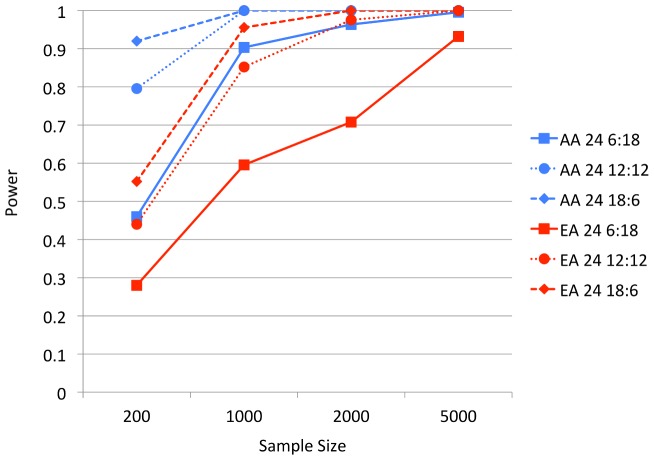 1
0.9
0.8
0.7
0.6
0.5
0.4
0.3
0.2
0.1
0
Power
200 1000 2000 5000
Sample Size
AA 24 6:18
AA 24 12:12
AA 24 18:6
EA 24 6:18
EA 24 12:12
EA 24 18:6